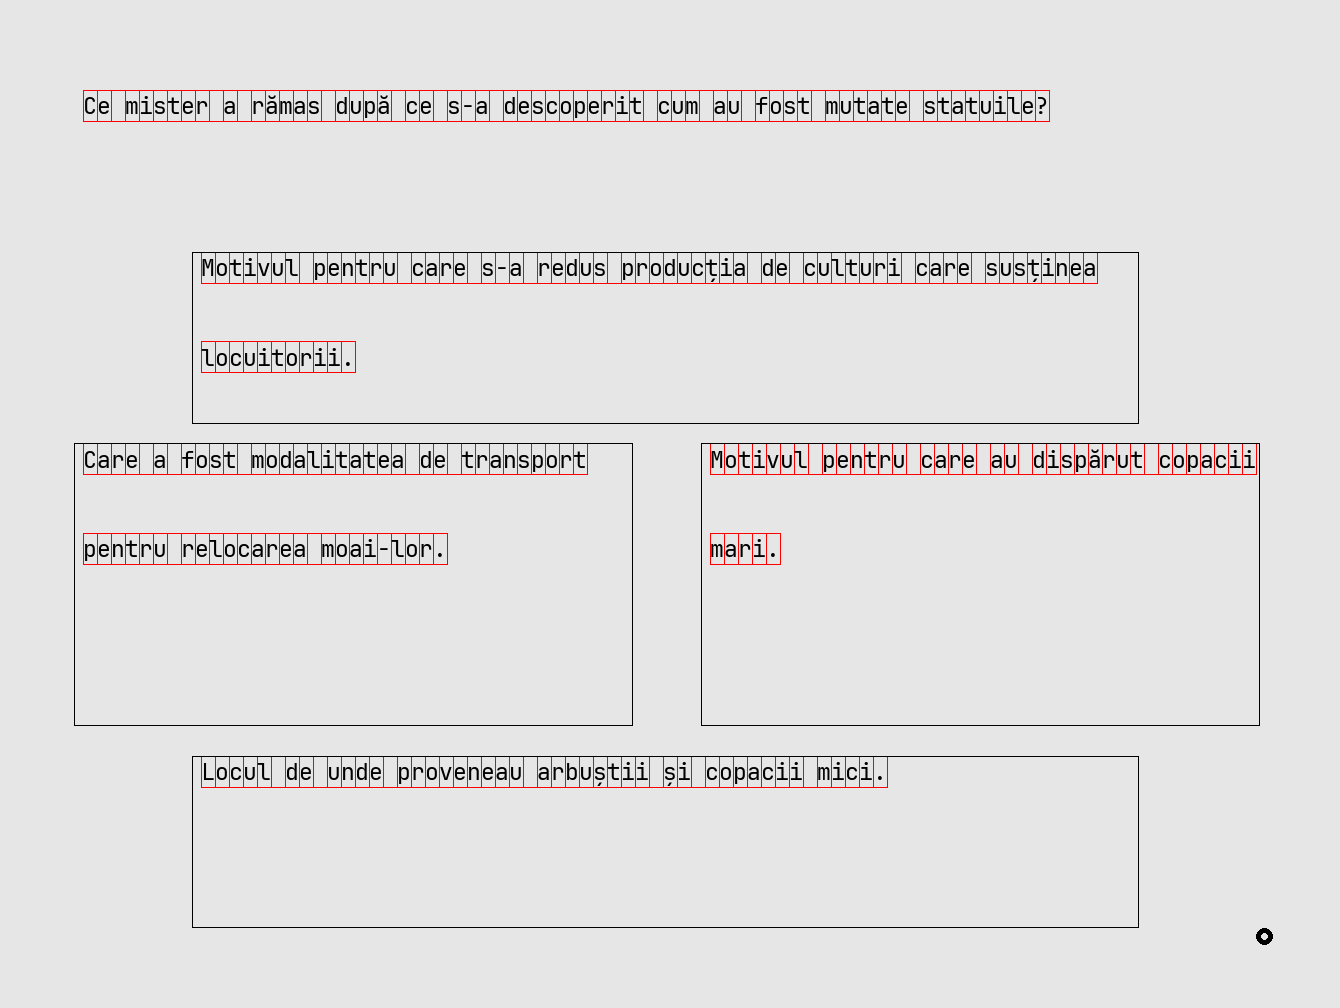 Ce mister a rămas după ce s-a descoperit cum au fost mutate statuile?
Motivul pentru care s-a redus producția de culturi care susținea
locuitorii.
Care a fost modalitatea de transport
pentru relocarea moai-lor.
Motivul pentru care au dispărut copacii
mari.
Locul de unde proveneau arbuștii și copacii mici.